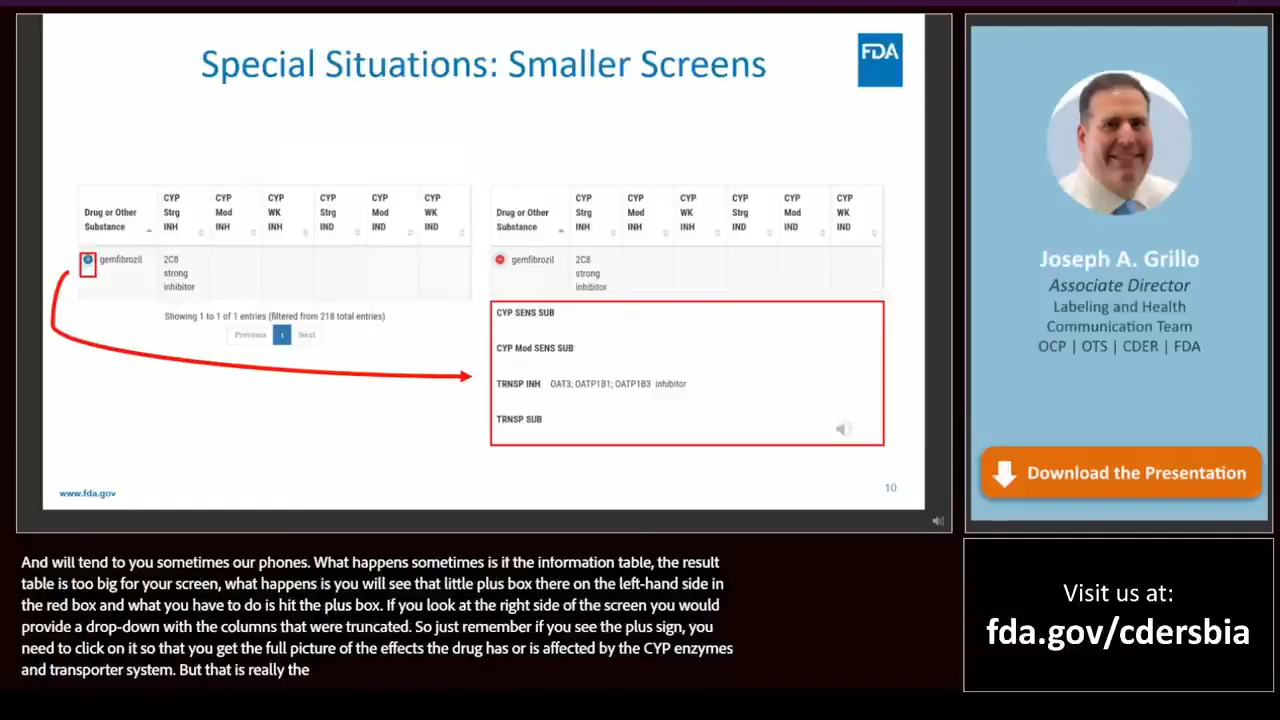 Special Situations: Smaller Screens
FDA
Drug or Other Substance
CYP Strg INH
CYP Mod INH
CYP WK INH
CYP Strg IND
CYP Mod IND
CYP WK IND
gemfibrozil
2C8 strong inhibitor
Showing 1 to 1 of 1 entries (filtered from 218 total entries)
Previous 1 Next
Drug or Other Substance
CYP Strg INH
CYP Mod INH
CYP WK INH
CYP Strg IND
CYP Mod IND
CYP WK IND
gemfibrozil
2C8 strong inhibitor
CYP SENS SUB
CYP Mod SENS SUB
TRNSP INH OAT3; OATP1B1; OATP1B3 inhibitor
TRNSP SUB
www.fda.gov
10
Joseph A. Grillo
Associate Director
Labeling and Health
Communication Team
OCP | OTS | CDER | FDA
Download the Presentation
And will tend to you sometimes our phones. What happens sometimes is if the information table, the result
table is too big for your screen, what happens is you will see that little plus box there on the left-hand side in
the red box and what you have to do is hit the plus box. If you look at the right side of the screen you would
provide a drop-down with the columns that were truncated. So just remember if you see the plus sign, you
need to click on it so that you get the full picture of the effects the drug has or is affected by the CYP enzymes
and transporter system. But that is really the
Visit us at:
fda.gov/cdersbia